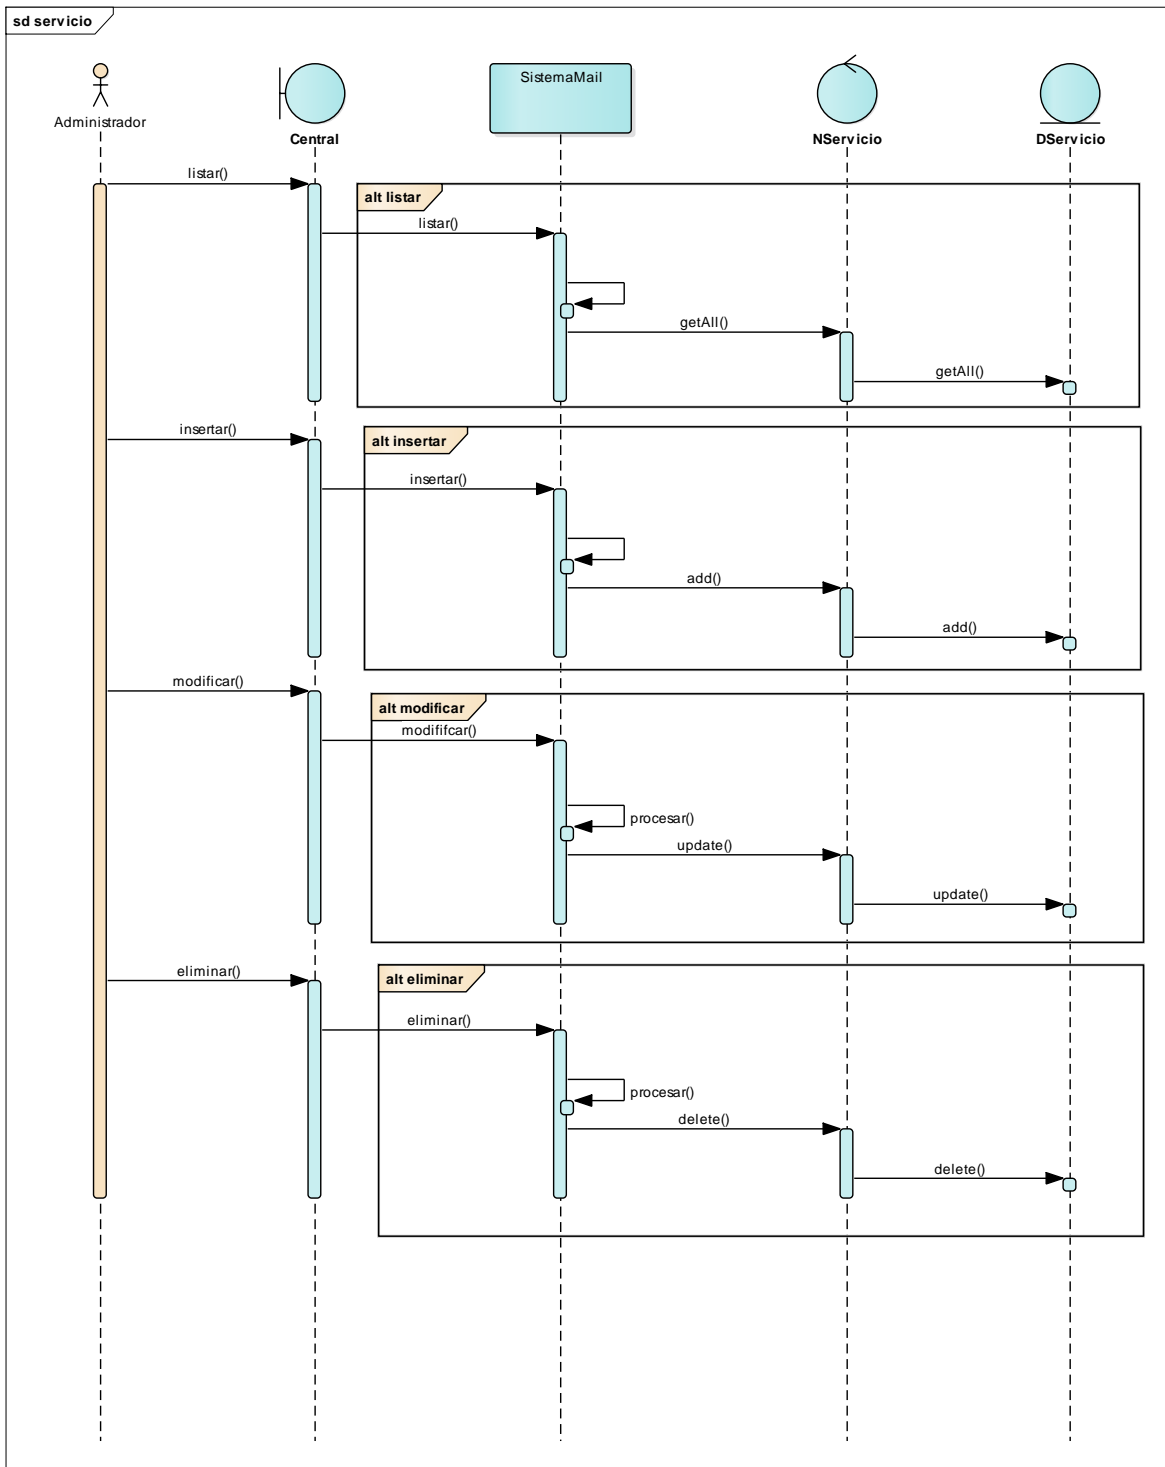 sd servicio
Administrador
Central
SistemaMail
NServicio
DServicio
listar()
alt listar
listar()
getAll()
getAll()
insertar()
alt insertar
insertar()
add()
add()
modificar()
alt modificar
modififcar()
procesar()
update()
update()
eliminar()
alt eliminar
eliminar()
procesar()
delete()
delete()